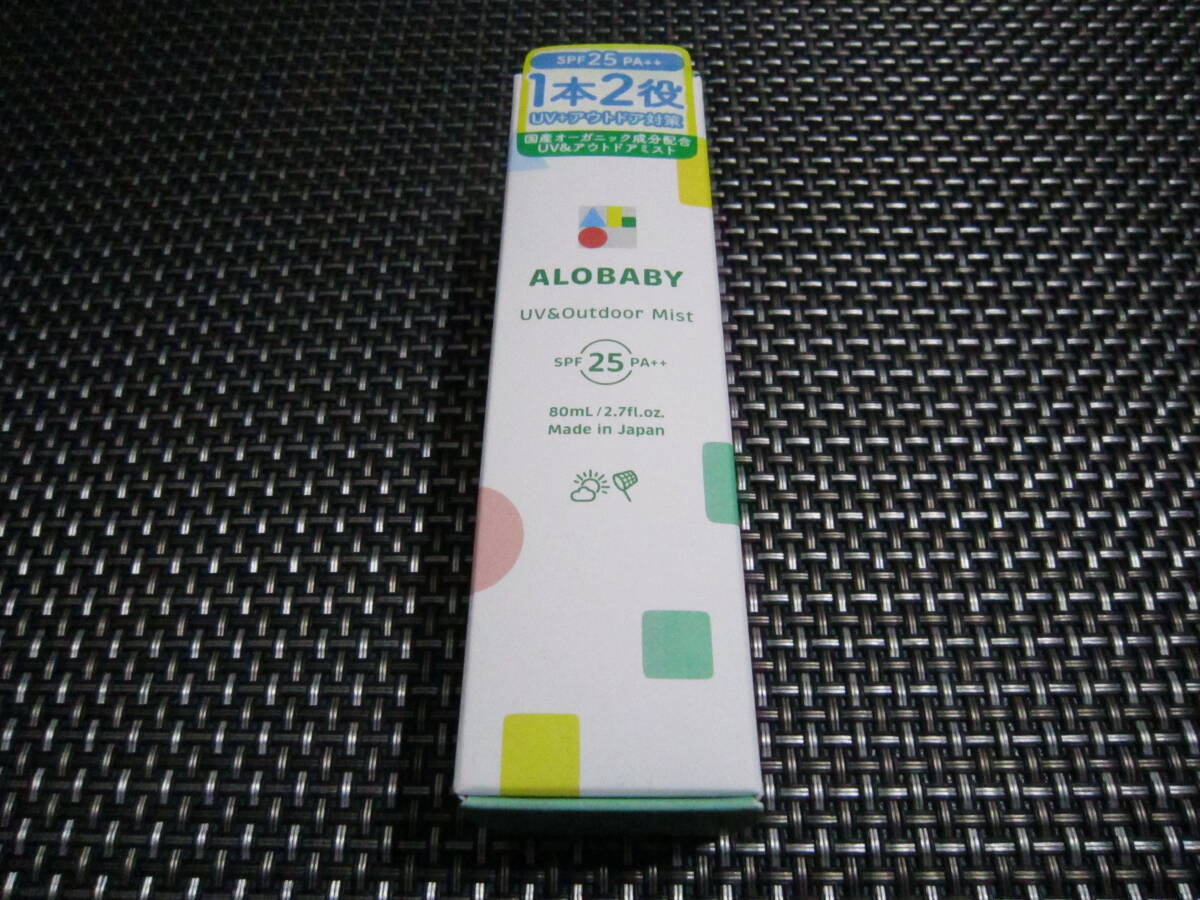 SPF25 PA++
1本2役
UV+アウトドア対策
国産オーガニック成分配合
UV&アウトドアミスト
ALOBABY
UV&Outdoor Mist
SPF 25 PA++
80mL/2.7fl.oz.
Made in Japan